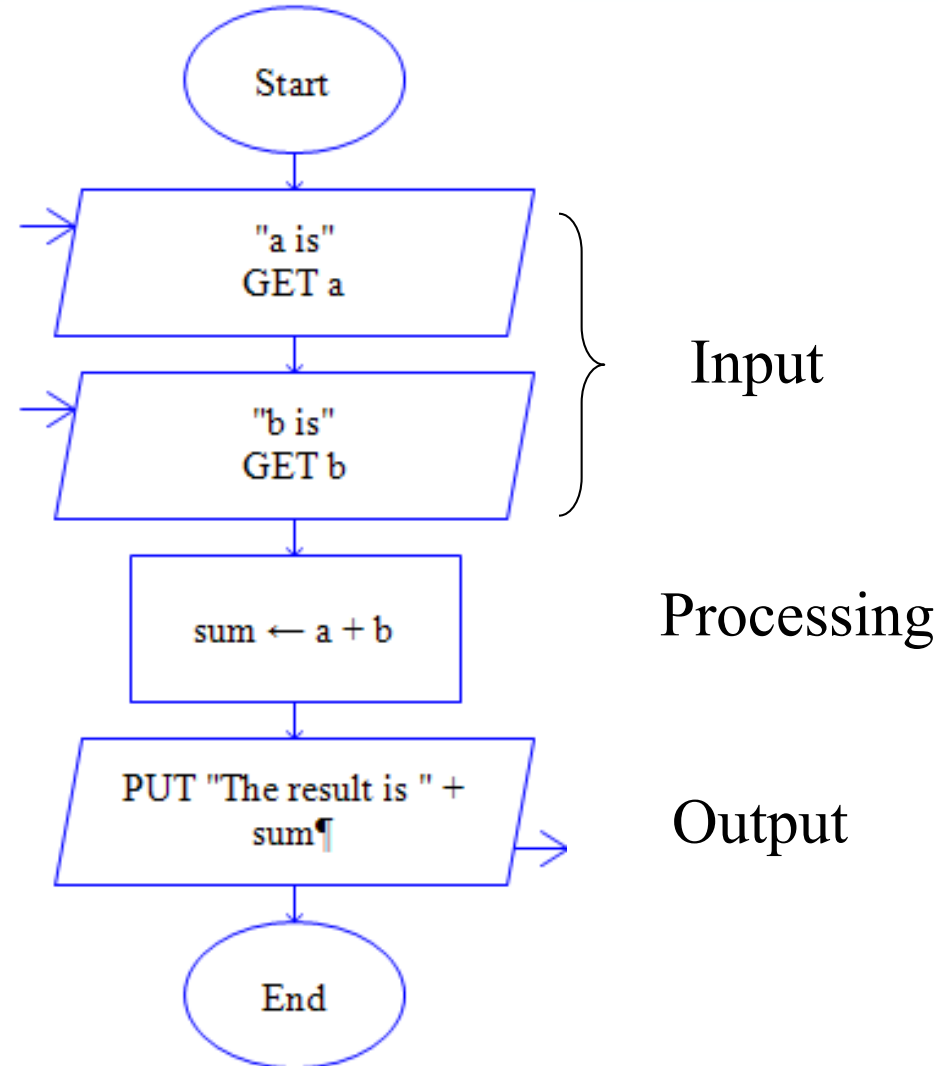 Start
"a is"
GET a
Input
"b is"
GET b
sum ← a + b
Processing
PUT "The result is " +
sum¶
Output
End